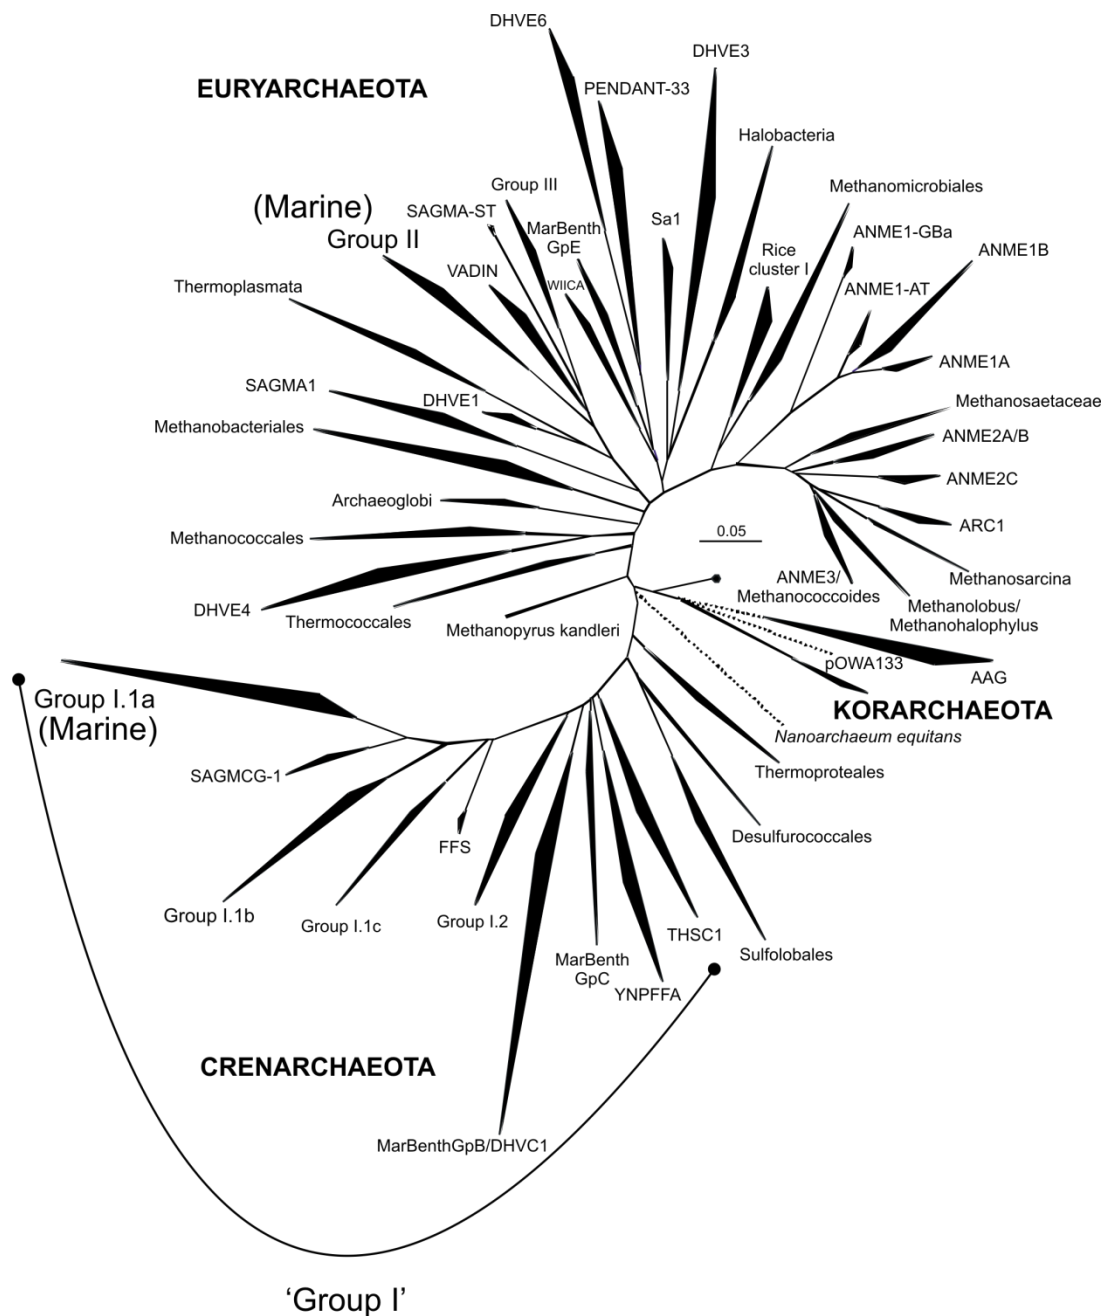 DHVE6
DHVE3
EURYARCHAEOTA
PENDANT-33
Halobacteria
Group III
Methanomicrobiales
(Marine)
SAGMA-ST
Sa1
MarBenth
GpE
ANME1-GBa
Group II
ANME1B
Rice
cluster I
VADIN
WIICA
ANME1-AT
Thermoplasmata
ANME1A
SAGMA1
DHVE1
Methanosaetaceae
Methanobacteriales
ANME2A/B
ANME2C
Archaeoglobi
ARC1
0.05
Methanococcales
ANME3/
Methanococcoides
Methanosarcina
DHVE4
Thermococcales
Methanolobus/
Methanohalophylus
Methanopyrus kandleri
pOWA133
AAG
Group I.1a
(Marine)
KORARCHAEOTA
Nanoarchaeum equitans
SAGMCG-1
Thermoproteales
Desulfurococcales
FFS
Group I.1b
Group I.1c
Group I.2
THSC1
Sulfolobales
MarBenth
GpC
YNPFFA
CRENARCHAEOTA
MarBenthGpB/DHVC1
‘Group I’